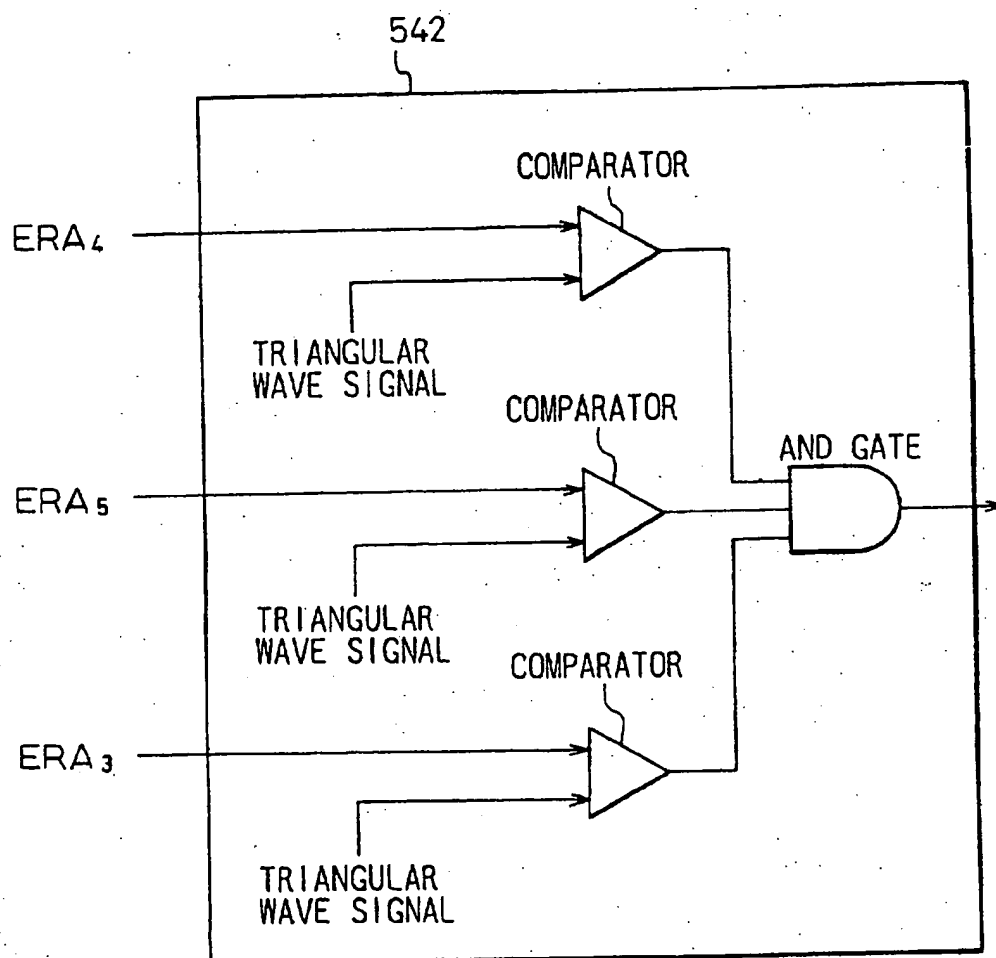 542
COMPARATOR
ERA4
TRIANGULAR
WAVE SIGNAL
COMPARATOR
AND GATE
ERA5
TRIANGULAR
WAVE SIGNAL
COMPARATOR
ERA3
TRIANGULAR
WAVE SIGNAL